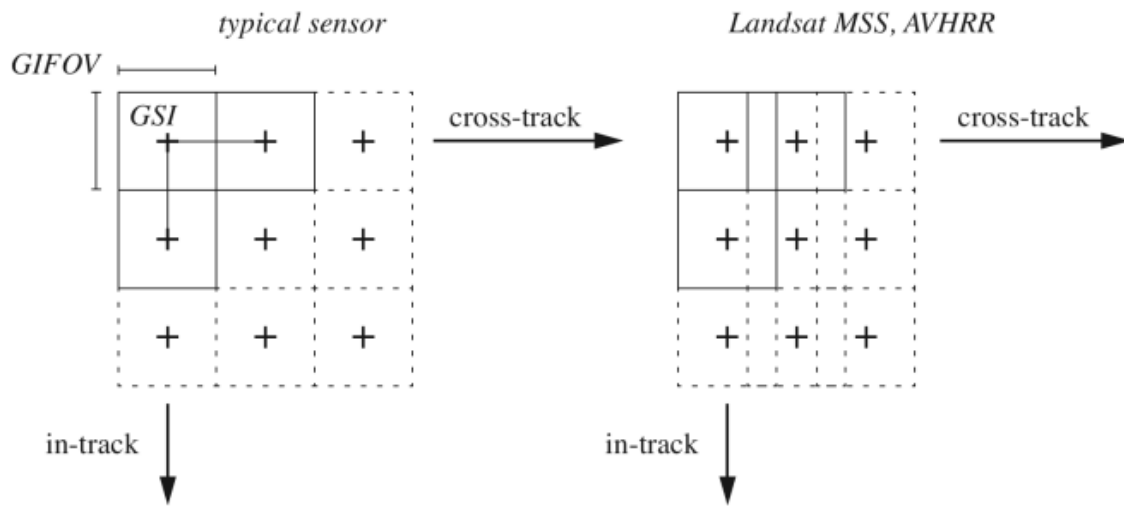 typical sensor
Landsat MSS, AVHRR
GIFOV
GSI
cross-track
cross-track
in-track
in-track